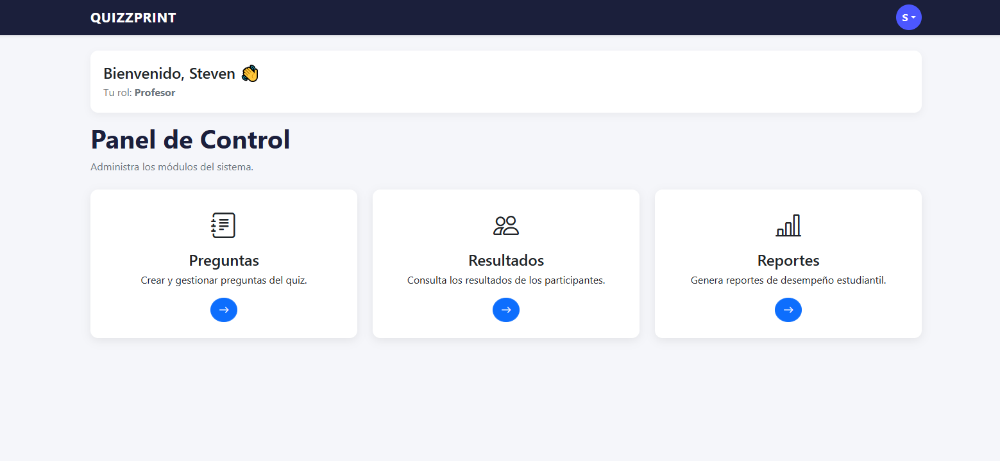 QUIZZPRINT
S
Bienvenido, Steven 👋
Tu rol: Profesor
Panel de Control
Administra los módulos del sistema.
Preguntas
Crear y gestionar preguntas del quiz.
Resultados
Consulta los resultados de los participantes.
Reportes
Genera reportes de desempeño estudiantil.